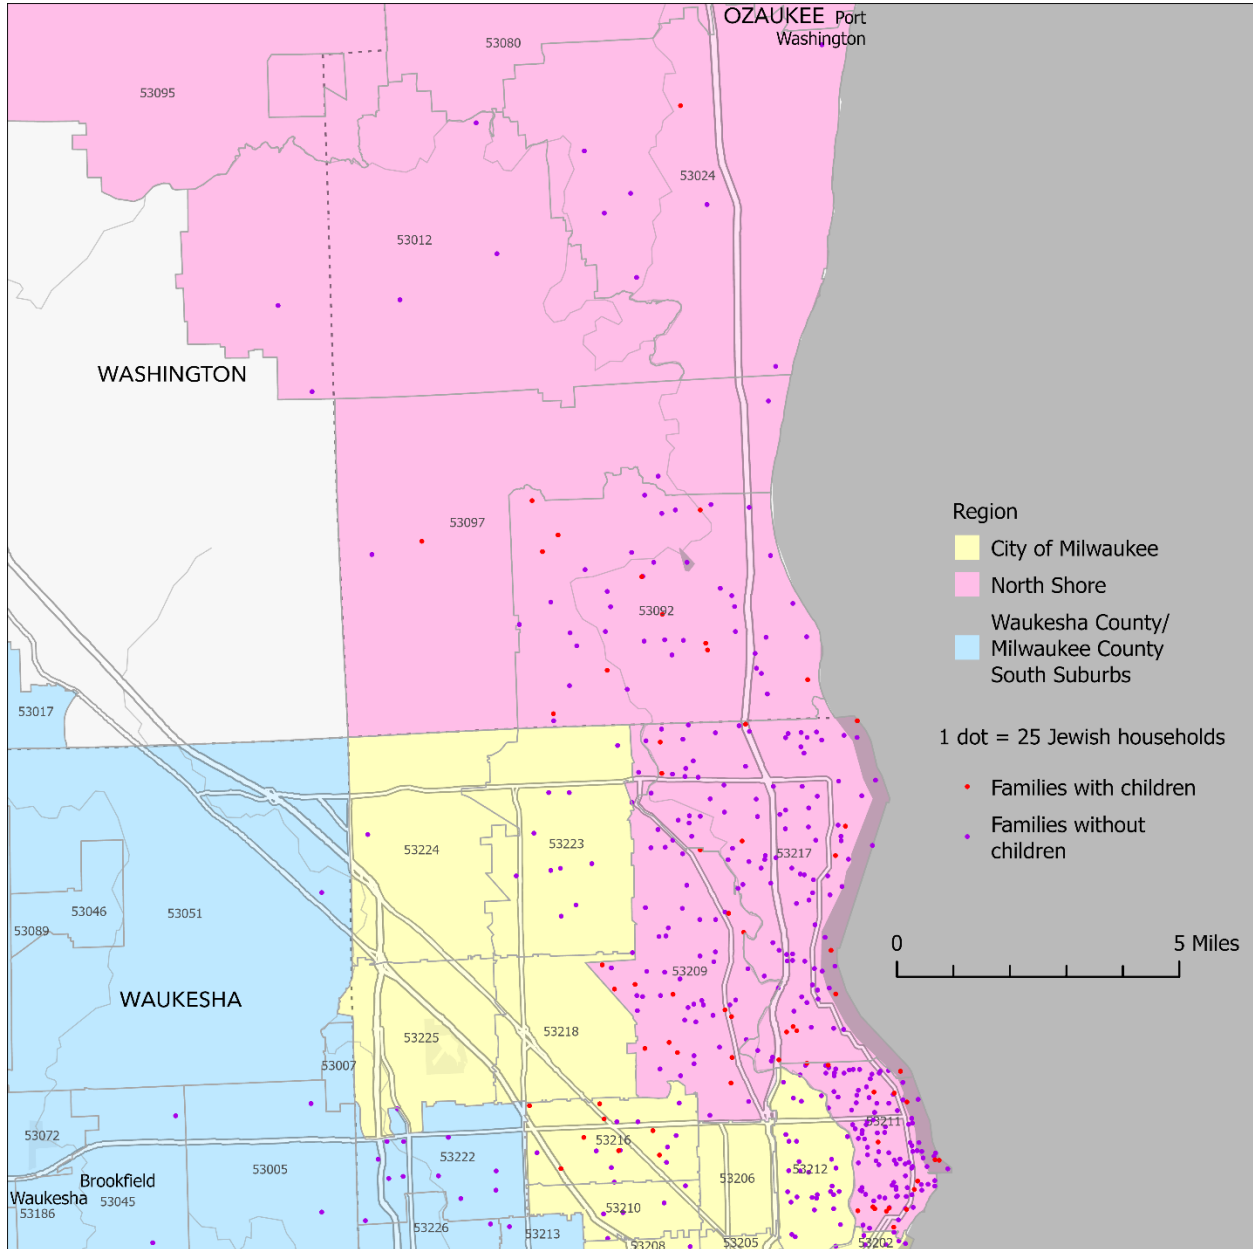 OZAUKEE Port
Washington
53080
53095
53024
53012
WASHINGTON
53097
53092
Region
City of Milwaukee
North Shore
Waukesha County/
Milwaukee County
South Suburbs
53017
1 dot = 25 Jewish households
Families with children
Families without
children
53224
53223
53217
53046
53051
53089
0
5 Miles
53209
WAUKESHA
53218
53225
53007
53211
53072
53216
53005
53222
53212
53206
Brookfield
Waukesha
53045
53186
53210
53226
53213
53208
53205
53202